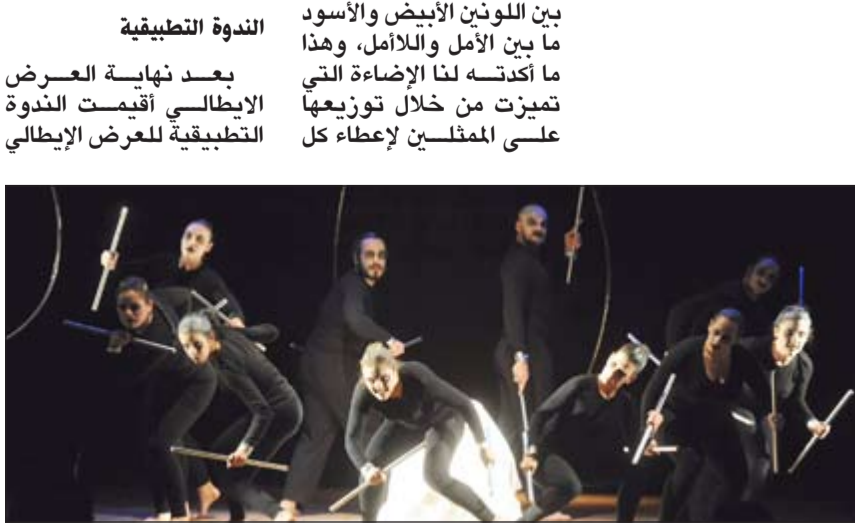 بين اللونين الأبيض والأسود
ما بين الأمل واللاأمل، وهذا
ما أكدته لنا الإضاءة التي
تميزت من خلال توزيعها
على الممثلين لإعطاء كل
الندوة التطبيقية
بعد نهاية العرض
الايطالي أقيمت الندوة
التطبيقية للعرض الإيطالي